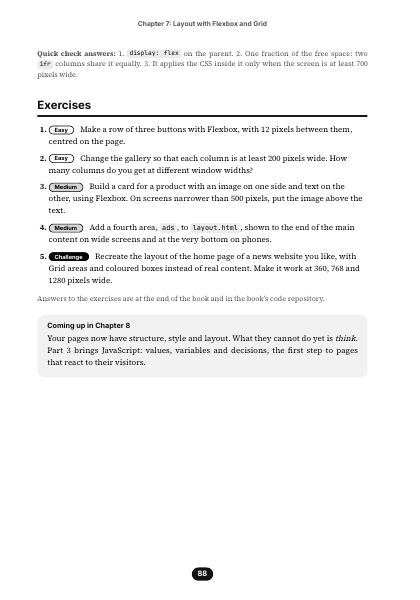 Chapter 7: Layout with Flexbox and Grid
Quick check answers: 1. display: flex on the parent. 2. One fraction of the free space: two
1fr columns share it equally. 3. It applies the CSS inside it only when the screen is at least 700
pixels wide.
Exercises
1. Easy Make a row of three buttons with Flexbox, with 12 pixels between them,
centred on the page.
2. Easy Change the gallery so that each column is at least 200 pixels wide. How
many columns do you get at different window widths?
3. Medium Build a card for a product with an image on one side and text on the
other, using Flexbox. On screens narrower than 500 pixels, put the image above the
text.
4. Medium Add a fourth area, ads, to layout.html, shown to the end of the main
content on wide screens and at the very bottom on phones.
5. Challenge Recreate the layout of the home page of a news website you like, with
Grid areas and coloured boxes instead of real content. Make it work at 360, 768 and
1280 pixels wide.
Answers to the exercises are at the end of the book and in the book's code repository.
Coming up in Chapter 8
Your pages now have structure, style and layout. What they cannot do yet is think.
Part 3 brings JavaScript: values, variables and decisions, the first step to pages
that react to their visitors.
88